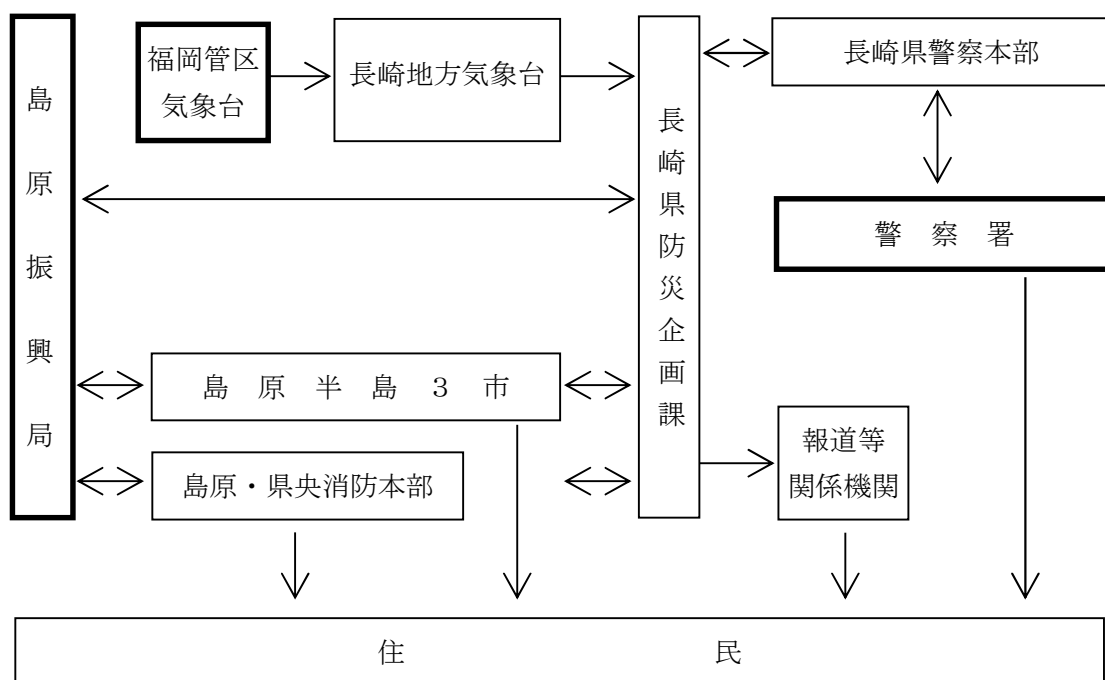 島原振興局
福岡管区
気象台
長崎地方気象台
長崎県防災企画課
長崎県警察本部
警察署
島原半島3市
島原・県央消防本部
報道等
関係機関
住民